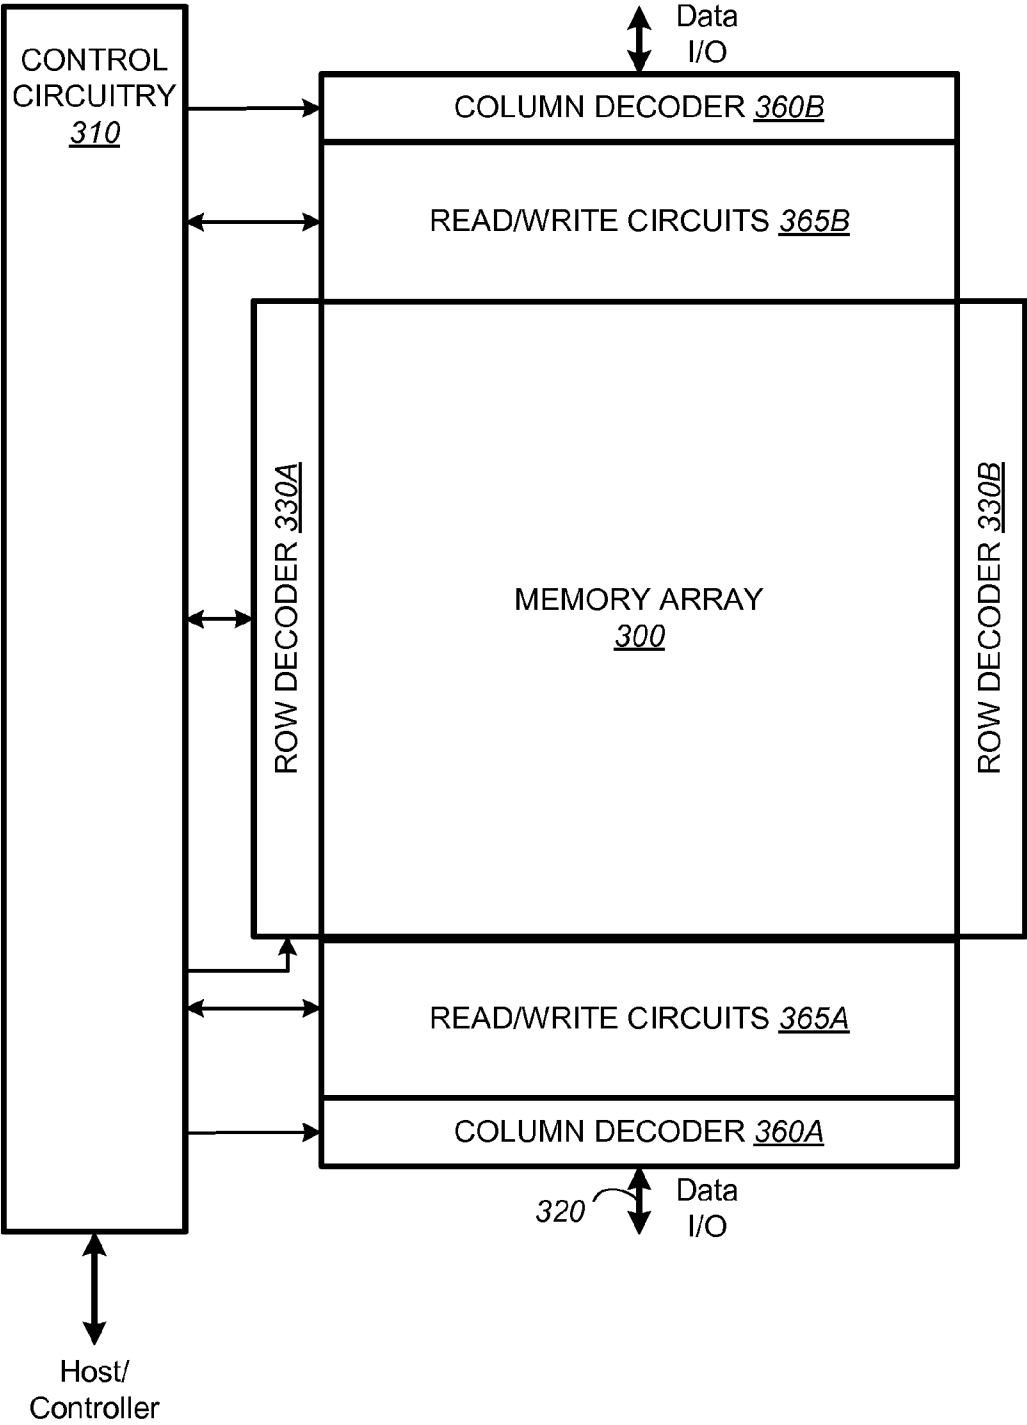 Data
I/O
CONTROL
CIRCUITRY
310
COLUMN DECODER 360B
READ/WRITE CIRCUITS 365B
ROW DECODER 330A
MEMORY ARRAY
300
ROW DECODER 330B
READ/WRITE CIRCUITS 365A
COLUMN DECODER 360A
320
Data
I/O
Host/
Controller